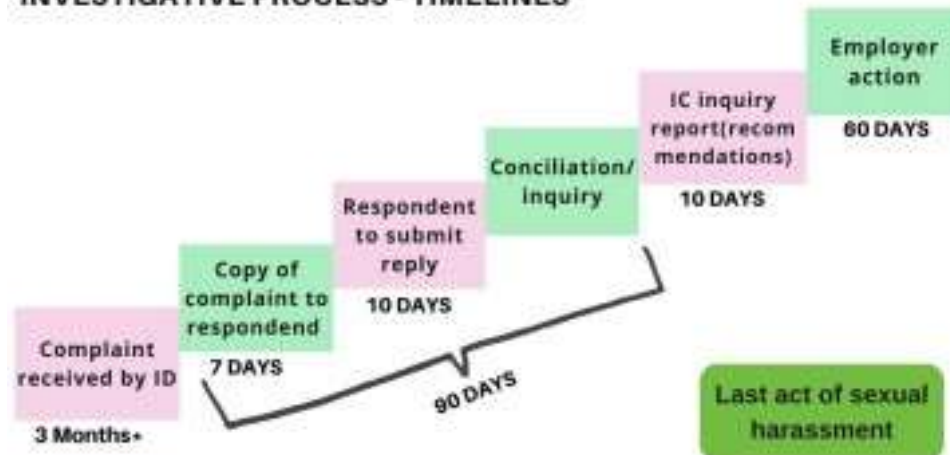 INVESTIGATIVE PROCESS - TIMELINES
Employer
action
60 DAYS
IC inquiry
report(recom
mendations)
10 DAYS
Conciliation/
inquiry
Respondent
to submit
reply
10 DAYS
Copy of
complaint to
respondend
7 DAYS
Complaint
received by ID
3 Months+
90 DAYS
Last act of sexual
harassment